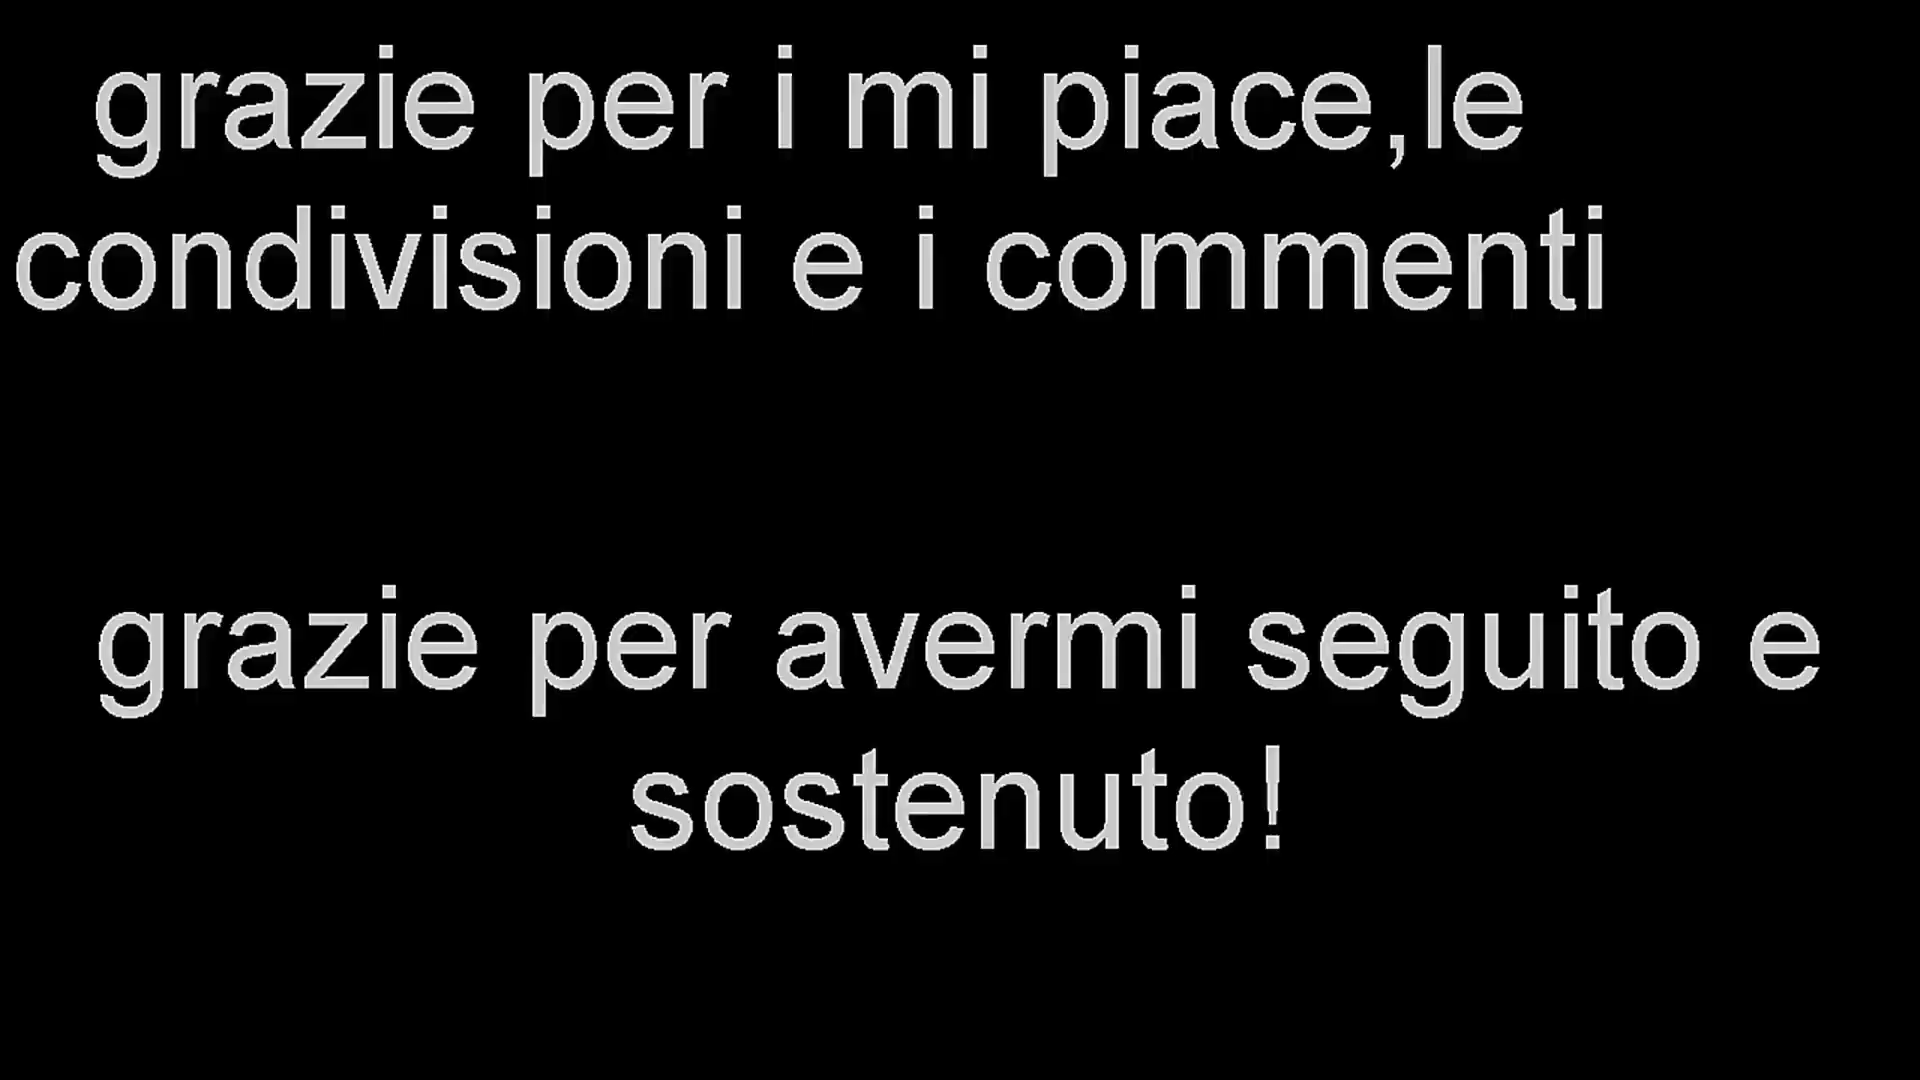 grazie per i mi piace,le
condivisioni e i commenti
grazie per avermi seguito e
sostenuto!